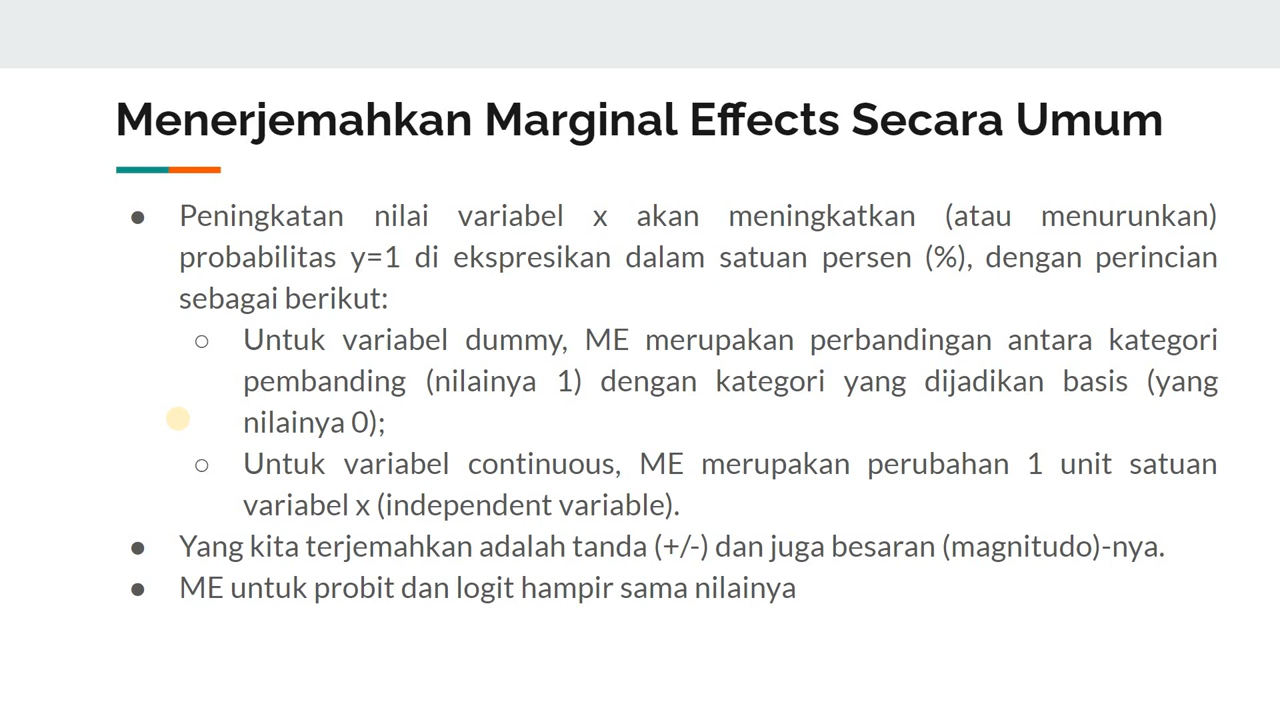 Menerjemahkan Marginal Effects Secara Umum
● Peningkatan nilai variabel x akan meningkatkan (atau menurunkan)
probabilitas y=1 di ekspresikan dalam satuan persen (%), dengan perincian
sebagai berikut:
○ Untuk variabel dummy, ME merupakan perbandingan antara kategori
pembanding (nilainya 1) dengan kategori yang dijadikan basis (yang
nilainya 0);
○ Untuk variabel continuous, ME merupakan perubahan 1 unit satuan
variabel x (independent variable).
● Yang kita terjemahkan adalah tanda (+/-) dan juga besaran (magnitudo)-nya.
● ME untuk probit dan logit hampir sama nilainya